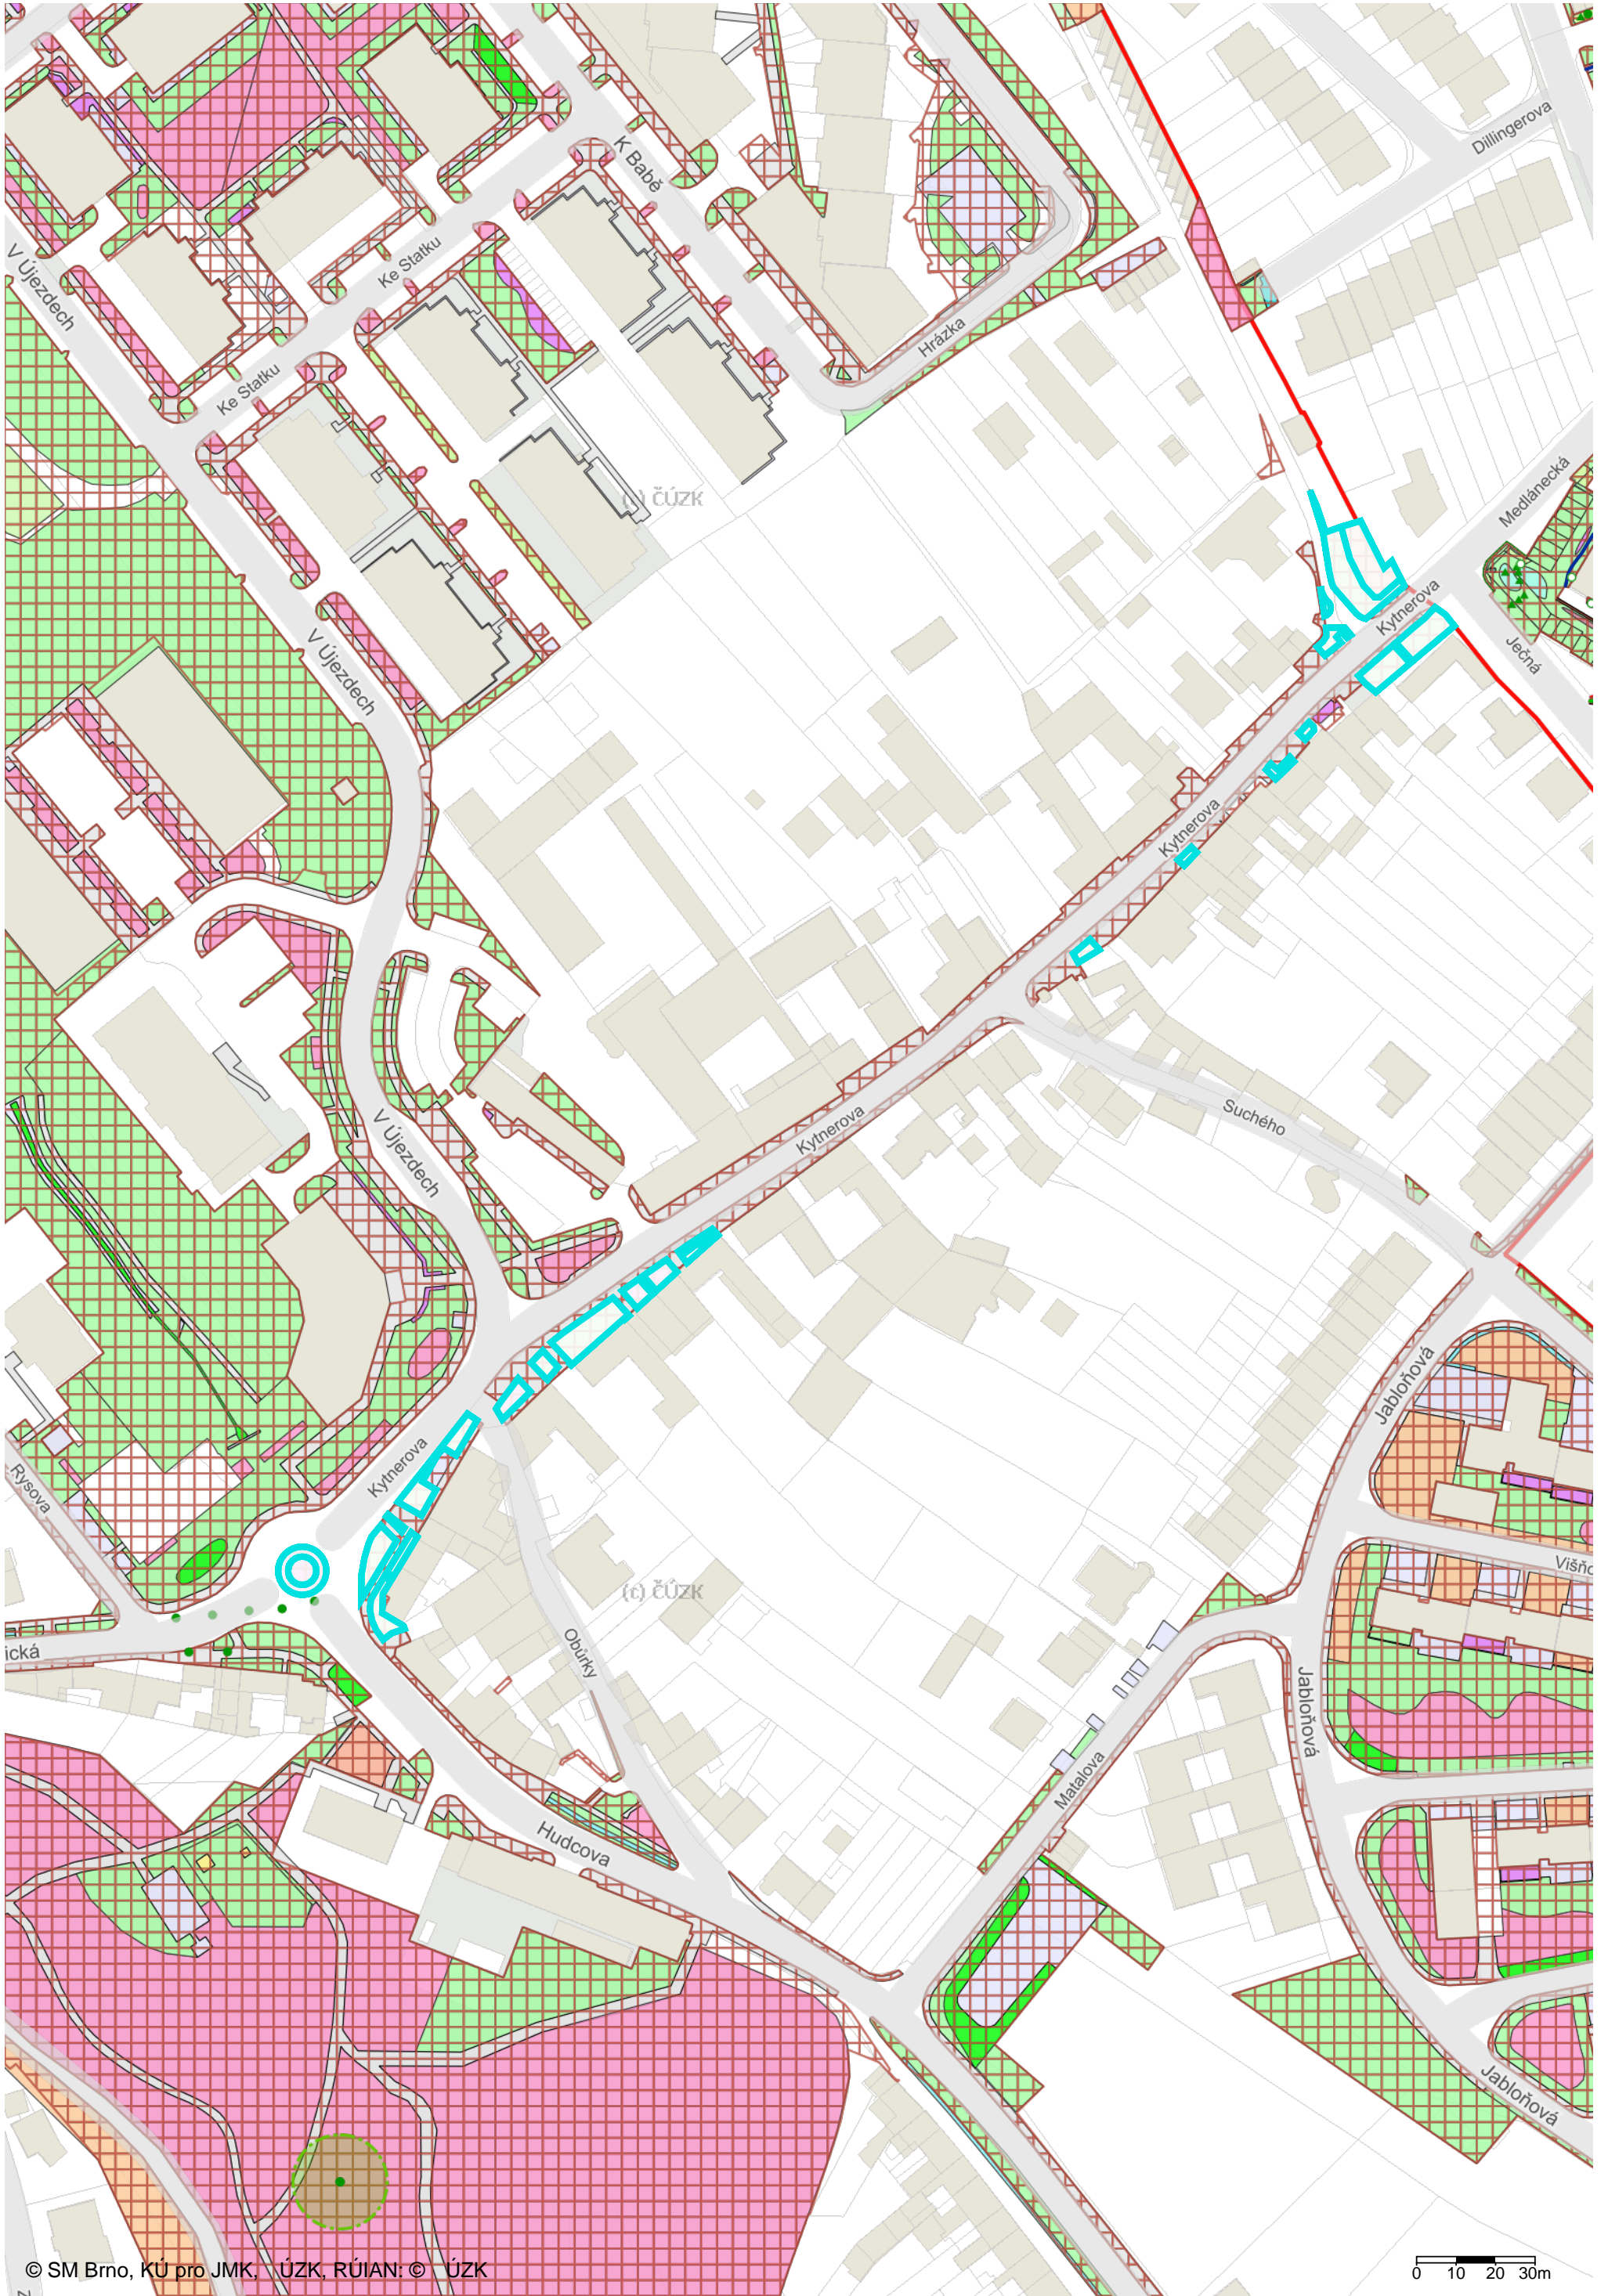 K Babě
Dillingerova
V Újezdech
Ke Statku
Ke Statku
Hrázka
Medlánecká
(c) ČÚZK
Kytnerova
Ječná
V Újezdech
Kytnerova
Suchého
Kytnerova
V Újezdech
Jabloňová
Kytnerova
Rysova
Višňo
(c) ČÚZK
Obůrky
ická
Jabloňová
Matalova
Hudcova
Jabloňová
© SM Brno, KÚ pro JMK, ÚZK, RÚIAN: © ÚZK
0 10 20 30m